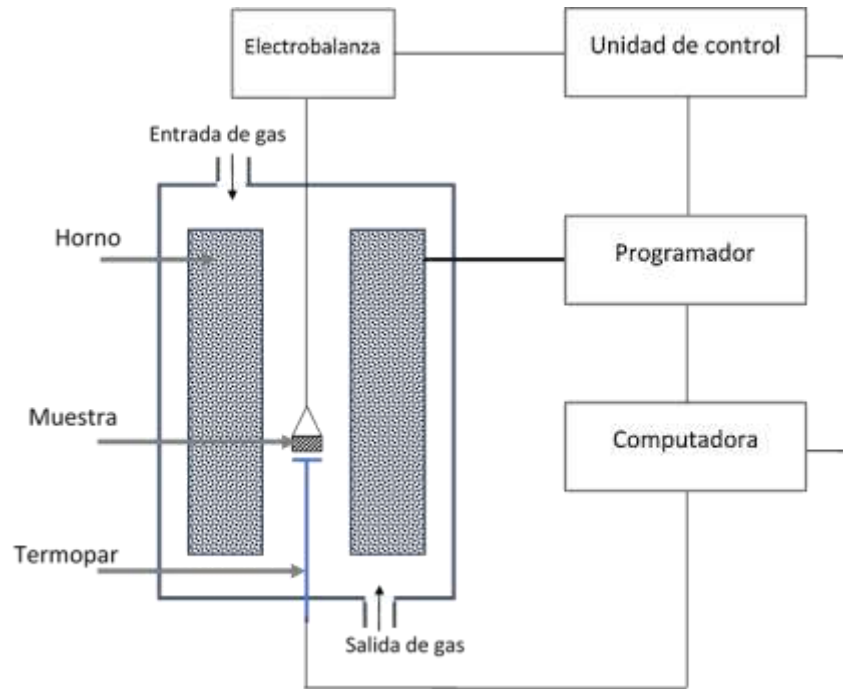 Electrobalanza
Unidad de control
Entrada de gas
Horno
Programador
Muestra
Computadora
Termopar
Salida de gas